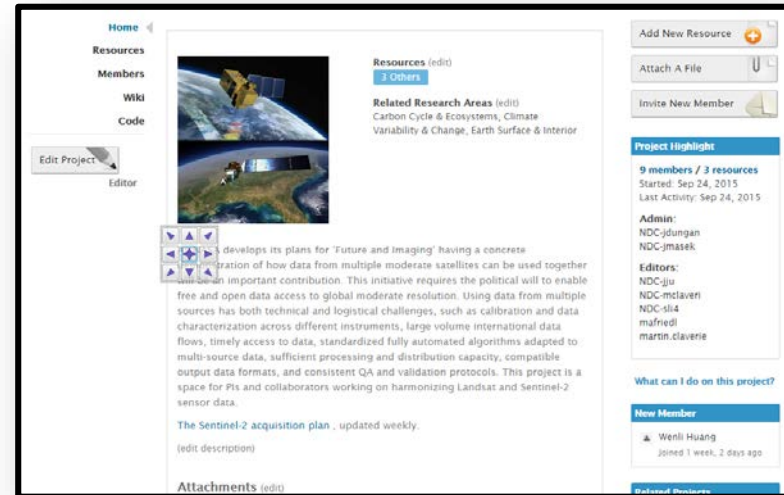 Home
Resources
Members
Wiki
Code
Edit Project
Editor
Resources (edit)
3 Others
Related Research Areas (edit)
Carbon Cycle & Ecosystems, Climate
Variability & Change, Earth Surface & Interior
develops its plans for 'Future and Imaging' having a concrete
of how data from multiple moderate satellites can be used together
an important contribution. This initiative requires the political will to enable
free and open data access to global moderate resolution. Using data from multiple
sources has both technical and logistical challenges, such as calibration and data
characterization across different instruments, large volume international data
flows, timely access to data, standardized fully automated algorithms adapted to
multi-source data, sufficient processing and distribution capacity, compatible
output data formats, and consistent QA and validation protocols. This project is a
space for PIs and collaborators working on harmonizing Landsat and Sentinel-2
sensor data.
The Sentinel-2 acquisition plan , updated weekly.
(edit description)
Attachments (edit)
Add New Resource
Attach A File
Invite New Member
Project Highlight
9 members / 3 resources
Started: Sep 24, 2015
Last Activity: Sep 24, 2015
Admin:
NDC-jdungan
NDC-jmasek
Editors:
NDC-jju
NDC-mclaveri
NDC-sli4
mafriedl
martin.claverie
What can I do on this project?
New Member
Wenli Huang
Joined 1 week, 2 days ago
Related Projects